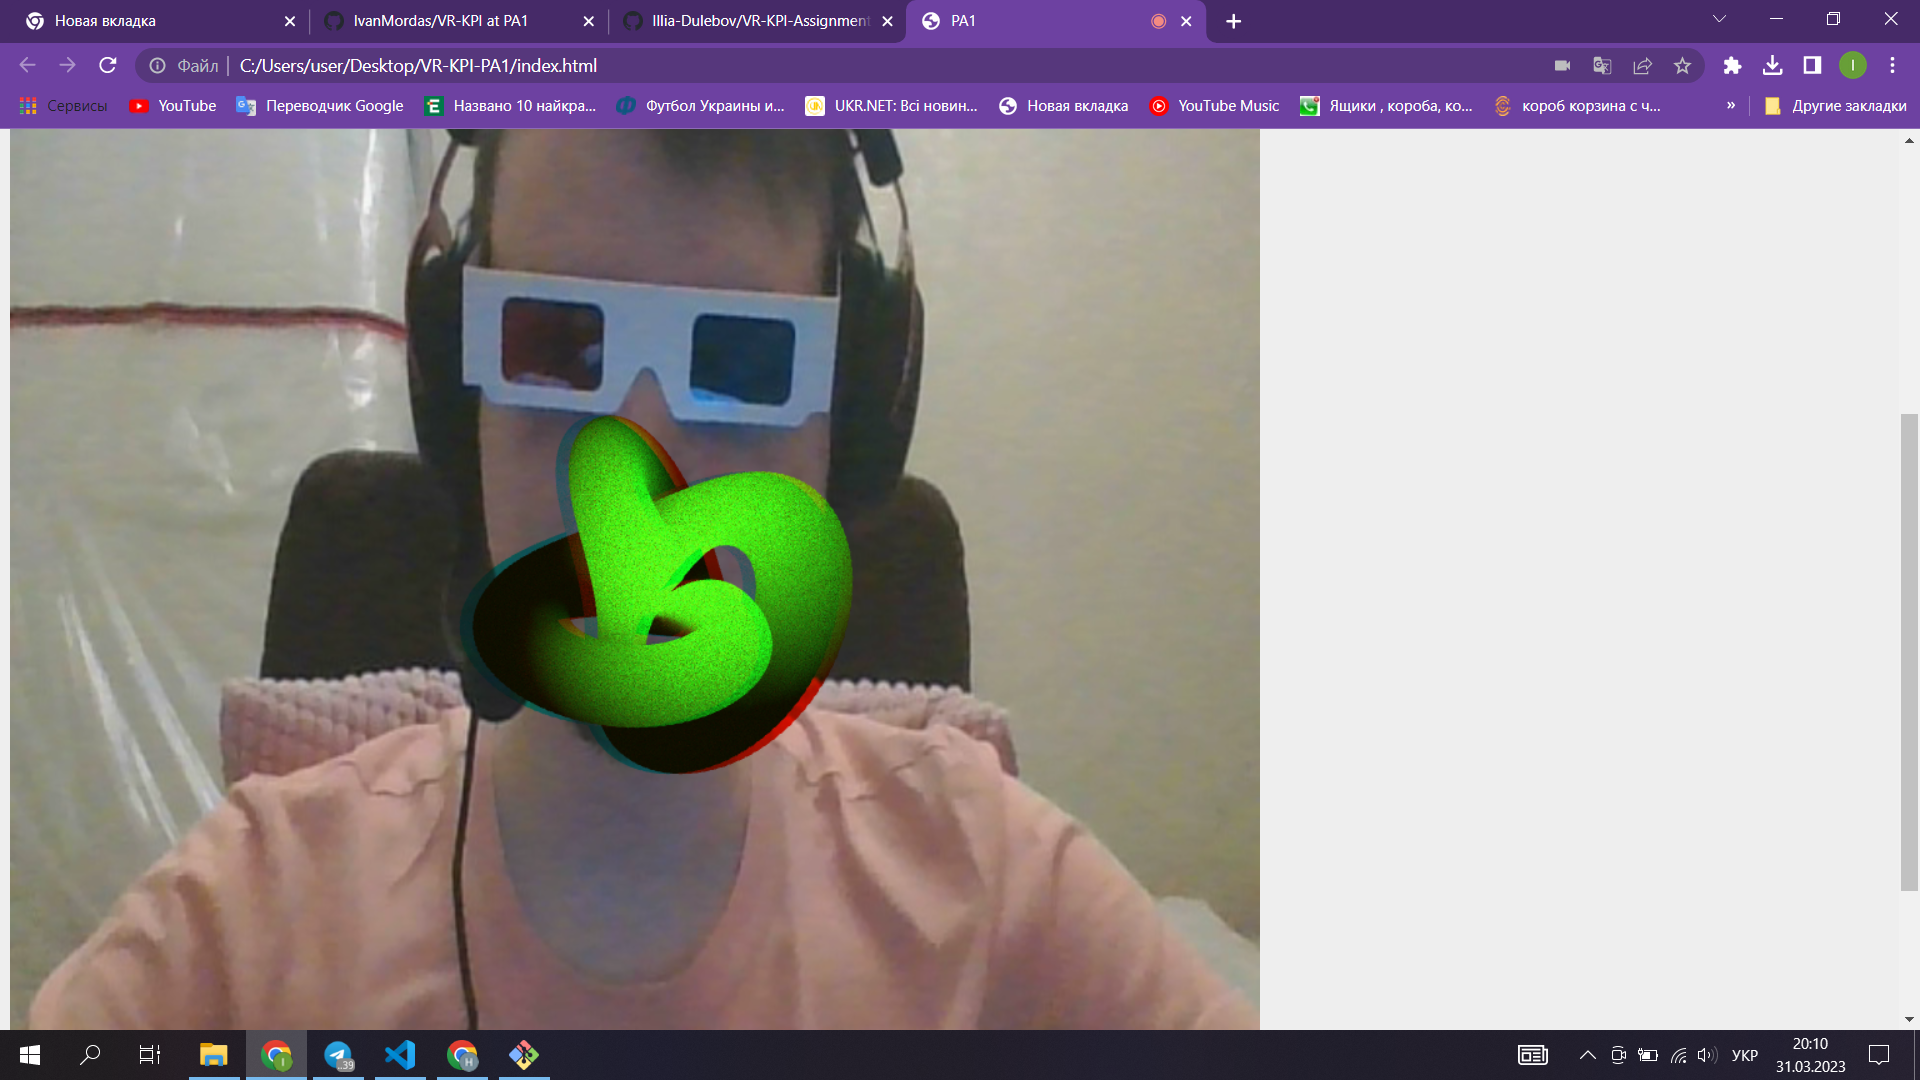 Новая вкладка
IvanMordas/VR-KPI at PA1
Illia-Dulebov/VR-KPI-Assignment
PA1
Файл
C:/Users/user/Desktop/VR-KPI-PA1/index.html
I
Сервисы
YouTube
Переводчик Google
Названо 10 найкра...
Футбол Украины и...
UKR.NET: Всі новин...
Новая вкладка
YouTube Music
Ящики , короба, ко...
короб корзина с ч...
»
Другие закладки
I
..39
H
УКР
20:10
31.03.2023